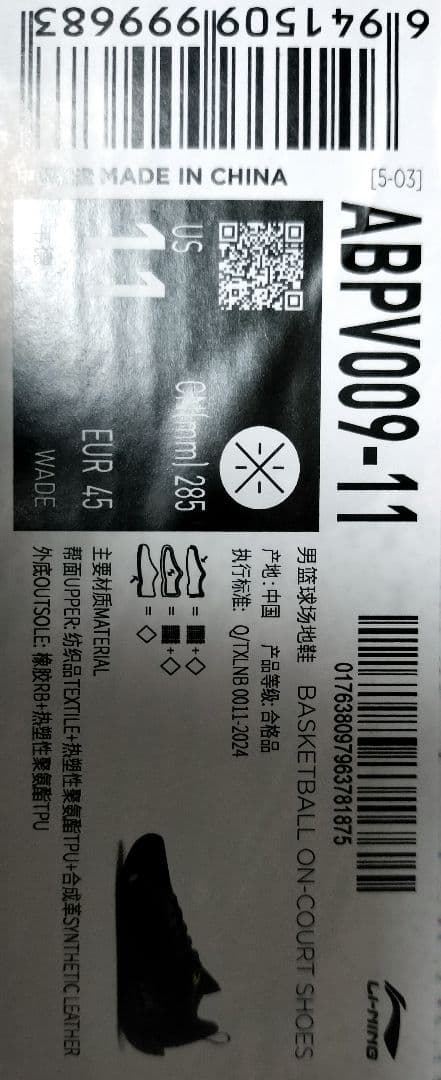 ABPV009-11
017638097963781875
LI-NING
[5-03]
MADE IN CHINA
6 941509 999683
US
11
CN(mm) 285
EUR 45
WADE
男篮球场地鞋 BASKETBALL ON-COURT SHOES
产地:中国 产品等级:合格品
执行标准: Q/TXLNB 0011-2024
主要材质MATERIAL
帮面UPPER: 纺织品TEXTILE+热塑性聚氨酯TPU+合成革SYNTHETIC LEATHER
外底OUTSOLE: 橡胶RB+热塑性聚氨酯TPU